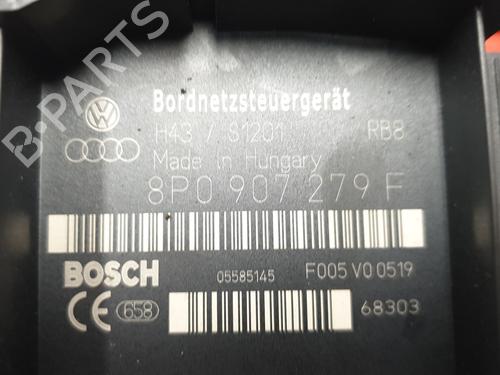 Bordnetzsteuergerät
H43 / S1201 RB8
Made in Hungary
8P0 907 279 F
BOSCH 05585145 F005 V0 0519
CE 658 68303
B-PARTS